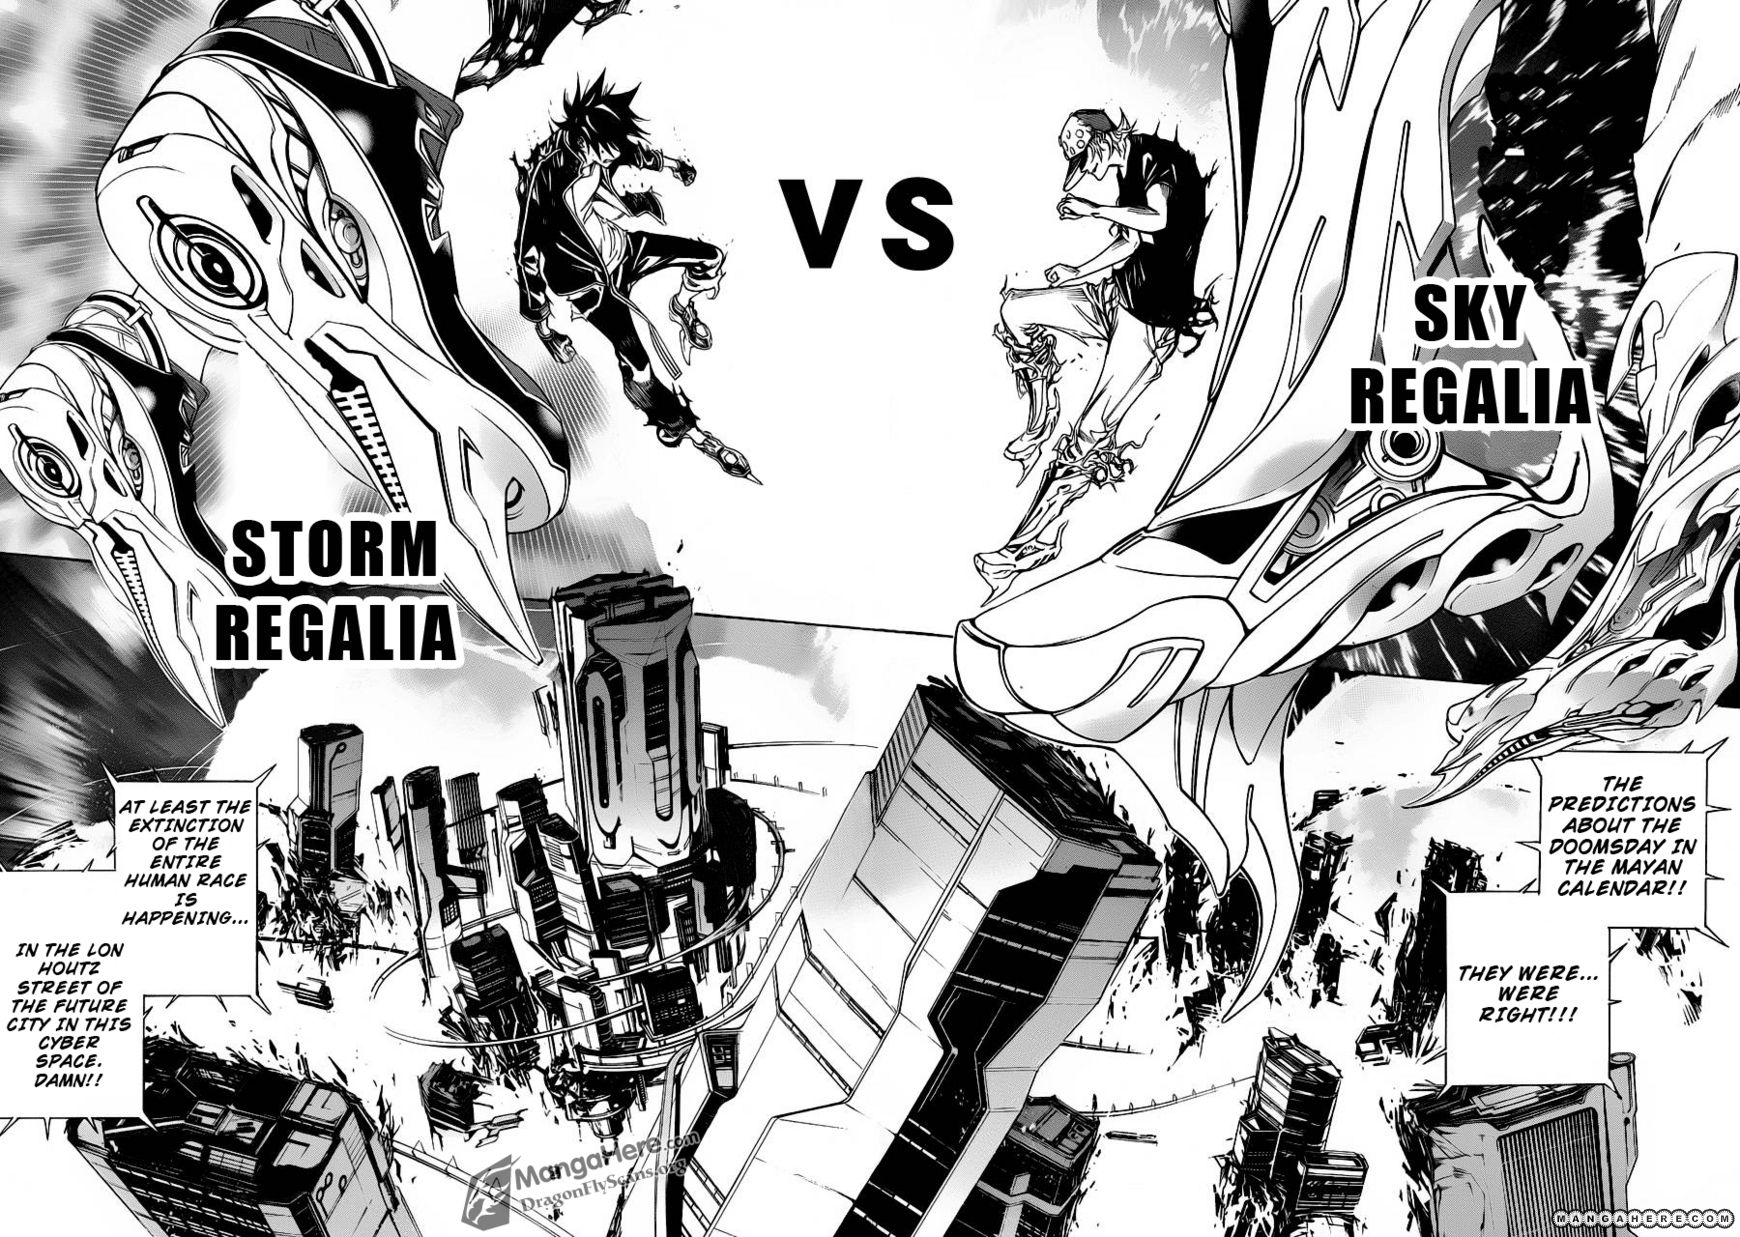 VS
SKY
REGALIA
STORM
REGALIA
THE
PREDICTIONS
ABOUT THE
DOOMSDAY IN
THE MAYAN
CALENDAR!!
THEY WERE...
WERE
RIGHT!!!
AT LEAST THE
EXTINCTION
OF THE
ENTIRE
HUMAN RACE
IS
HAPPENING...
IN THE LON
HOUTZ
STREET OF
THE FUTURE
CITY IN THIS
CYBER
SPACE.
DAMN!!
MangaHere.com
DragonFlyScans.org
MANGAHERE.COM